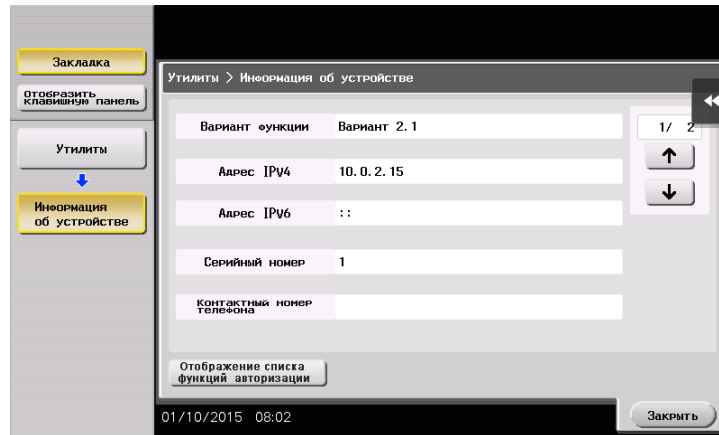 Закладка
Отобразить
клавишную панель
Утилиты
Информация
об устройстве
Утилиты > Информация об устройстве
Вариант функции Вариант 2.1
1/ 2
Адрес IPv4 10.0.2.15
Адрес IPv6 ::
Серийный номер 1
Контактный номер
телефона
Отображение списка
функций авторизации
01/10/2015 08:02
Закрыть